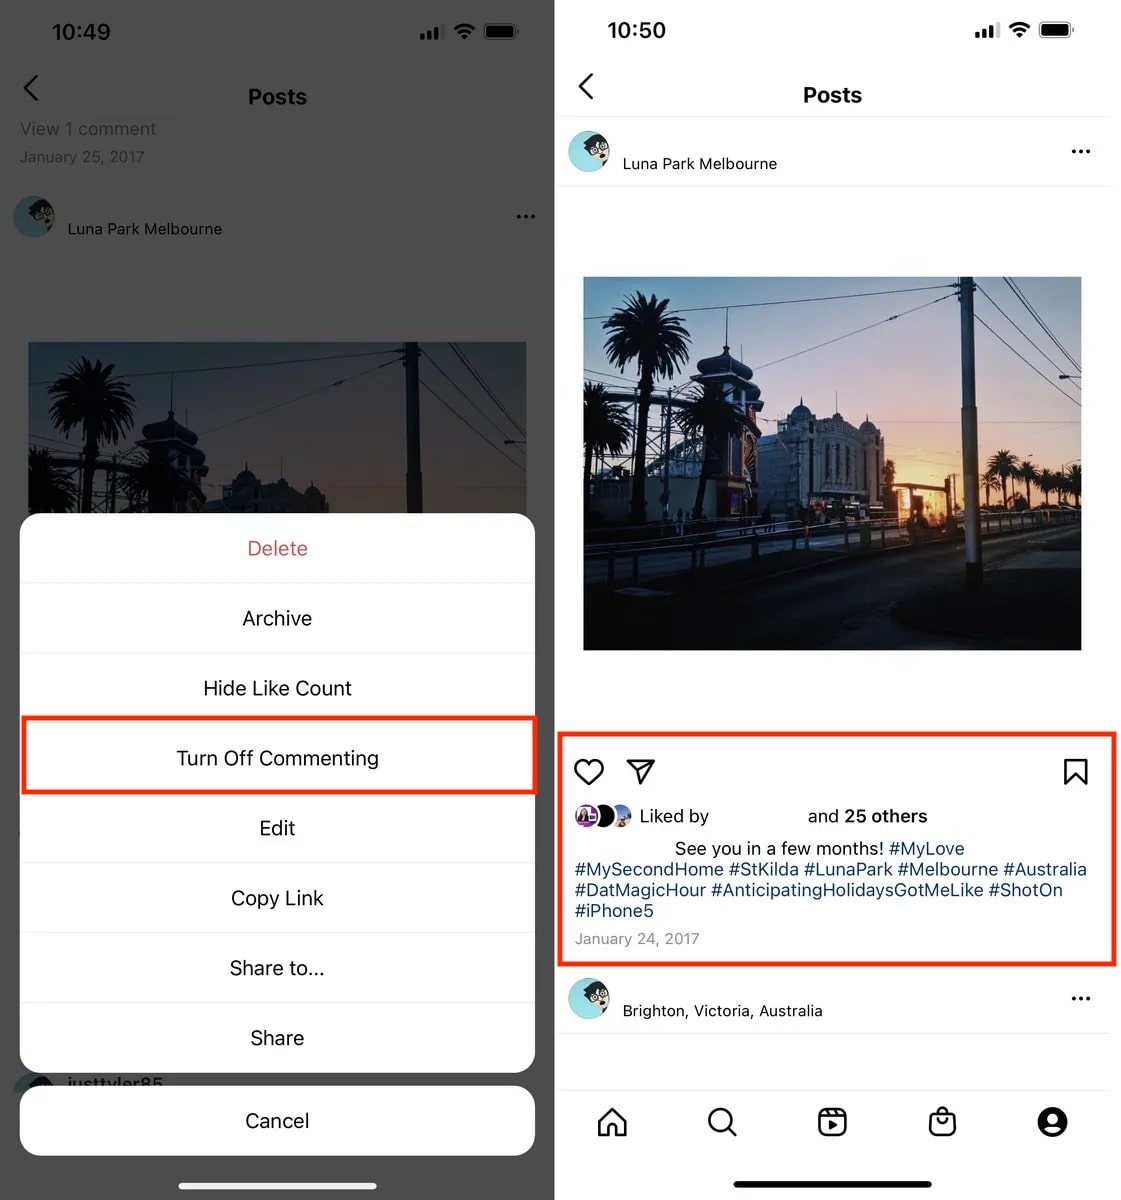 10:49
Posts
View 1 comment
January 25, 2017
Luna Park Melbourne
Delete
Archive
Hide Like Count
Turn Off Commenting
Edit
Copy Link
Share to...
Share
justtyler85
Cancel
10:50
Posts
Luna Park Melbourne
Liked by and 25 others
See you in a few months! #MyLove
#MySecondHome #StKilda #LunaPark #Melbourne #Australia
#DatMagicHour #AnticipatingHolidaysGotMeLike #ShotOn
#iPhone5
January 24, 2017
Brighton, Victoria, Australia